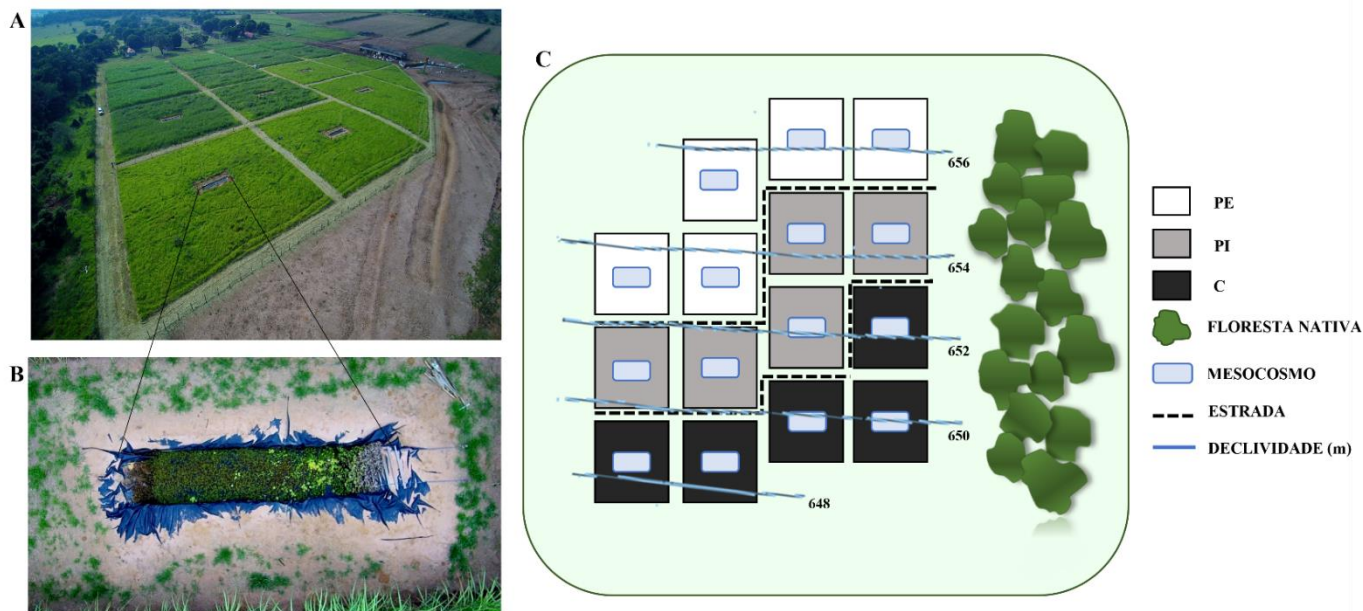 A
B
C
656
654
652
650
648
PE
PI
C
FLORESTA NATIVA
MESOCOSMO
ESTRADA
DECLIVIDADE (m)